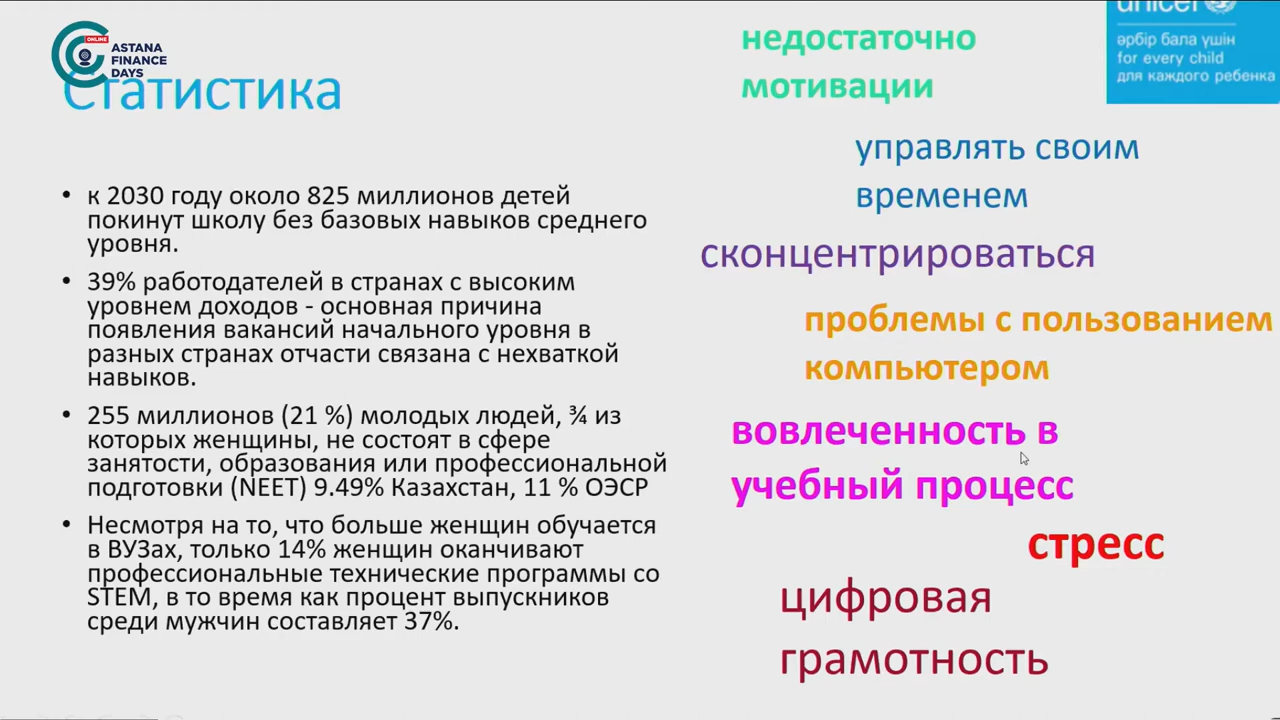 ONLINE
ASTANA
FINANCE
DAYS
Статистика
• к 2030 году около 825 миллионов детей
покинут школу без базовых навыков среднего
уровня.
• 39% работодателей в странах с высоким
уровнем доходов - основная причина
появления вакансий начального уровня в
разных странах отчасти связана с нехваткой
навыков.
• 255 миллионов (21 %) молодых людей, ¾ из
которых женщины, не состоят в сфере
занятости, образования или профессиональной
подготовки (NEET) 9.49% Казахстан, 11 % ОЭСР
• Несмотря на то, что больше женщин обучается
в ВУЗах, только 14% женщин оканчивают
профессиональные технические программы со
STEM, в то время как процент выпускников
среди мужчин составляет 37%.
недостаточно
мотивации
управлять своим
временем
сконцентрироваться
проблемы с пользованием
компьютером
вовлеченность в
учебный процесс
стресс
цифровая
грамотность
unicef
әрбір бала үшін
for every child
для каждого ребенка